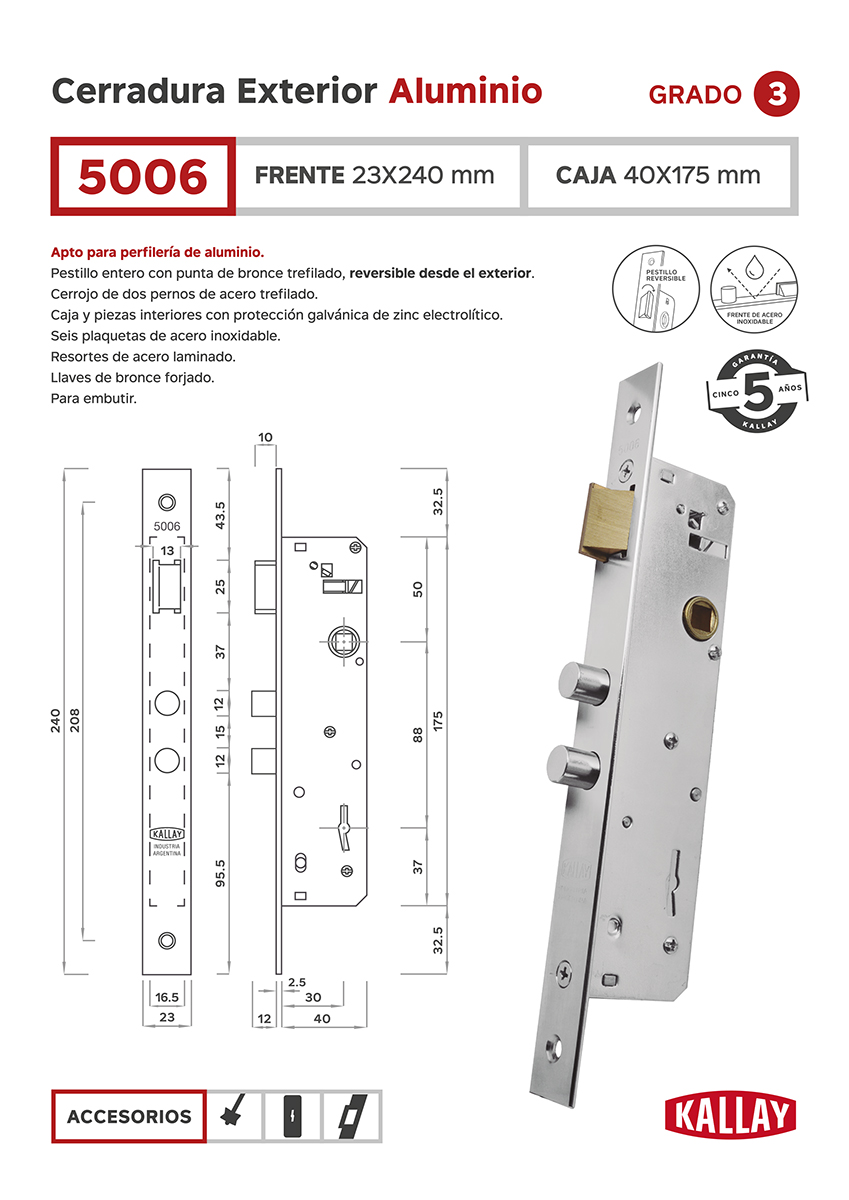 Cerradura Exterior Aluminio
GRADO 3
5006
FRENTE 23X240 mm
CAJA 40X175 mm
Apto para perfilería de aluminio.
Pestillo entero con punta de bronce trefilado, reversible desde el exterior.
Cerrojo de dos pernos de acero trefilado.
Caja y piezas interiores con protección galvánica de zinc electrolítico.
Seis plaquetas de acero inoxidable.
Resortes de acero laminado.
Llaves de bronce forjado.
Para embutir.
PESTILLO
REVERSIBLE
FRENTE DE ACERO
INOXIDABLE
GARANTÍA
CINCO 5 AÑOS
KALLAY
10
5006
13
43.5
25
37
12
15
12
95.5
240
208
KALLAY
INDUSTRIA
ARGENTINA
16.5
23
32.5
50
88
175
37
32.5
2.5
30
12
40
5006
KALLAY
ACCESORIOS
KALLAY